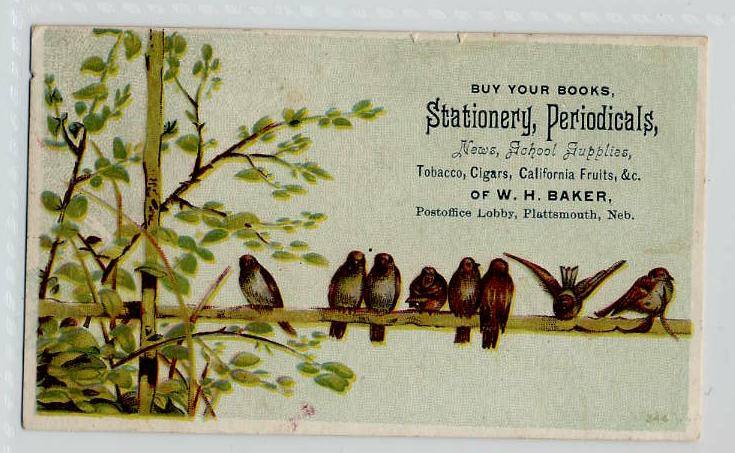 BUY YOUR BOOKS,
Stationery, Periodicals,
News, School Supplies,
Tobacco, Cigars, California Fruits, &c.
OF W. H. BAKER,
Postoffice Lobby, Plattsmouth, Neb.